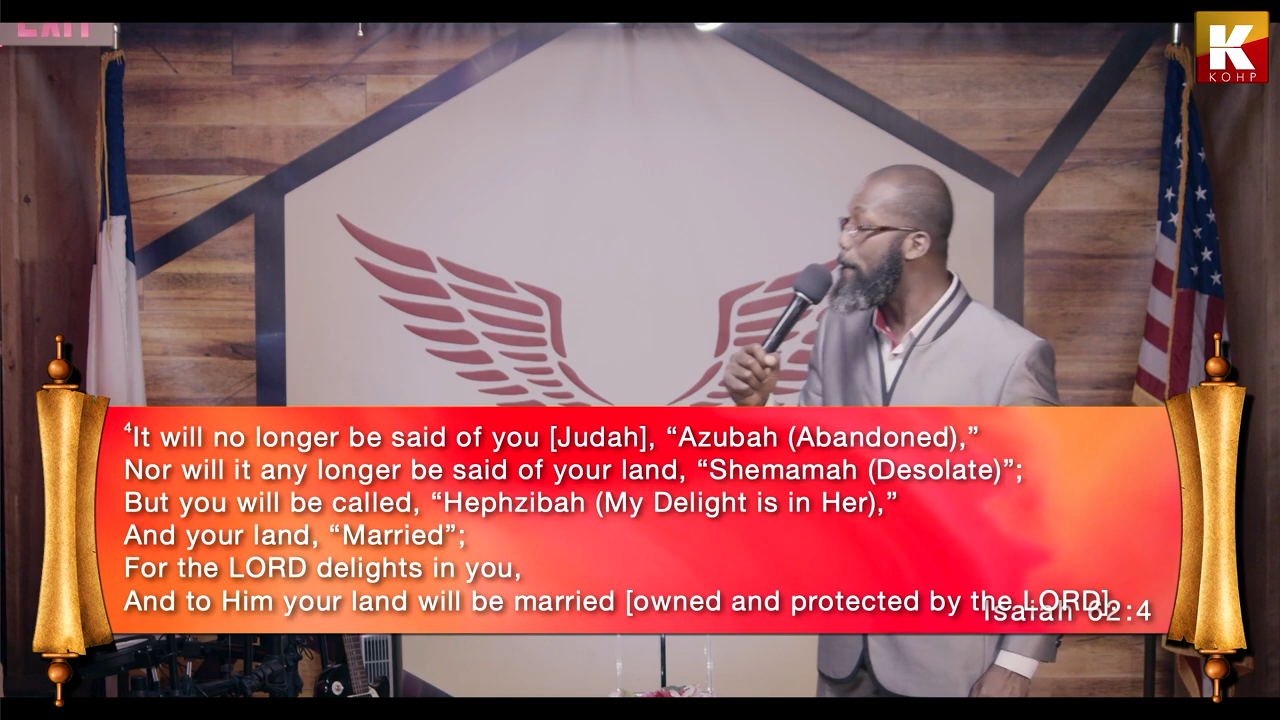 EXIT
K
KOHP
⁴It will no longer be said of you [Judah], “Azubah (Abandoned),”
Nor will it any longer be said of your land, “Shemamah (Desolate)”;
But you will be called, “Hephzibah (My Delight is in Her),”
And your land, “Married”;
For the LORD delights in you,
And to Him your land will be married [owned and protected by the LORD].
Isaiah 62:4